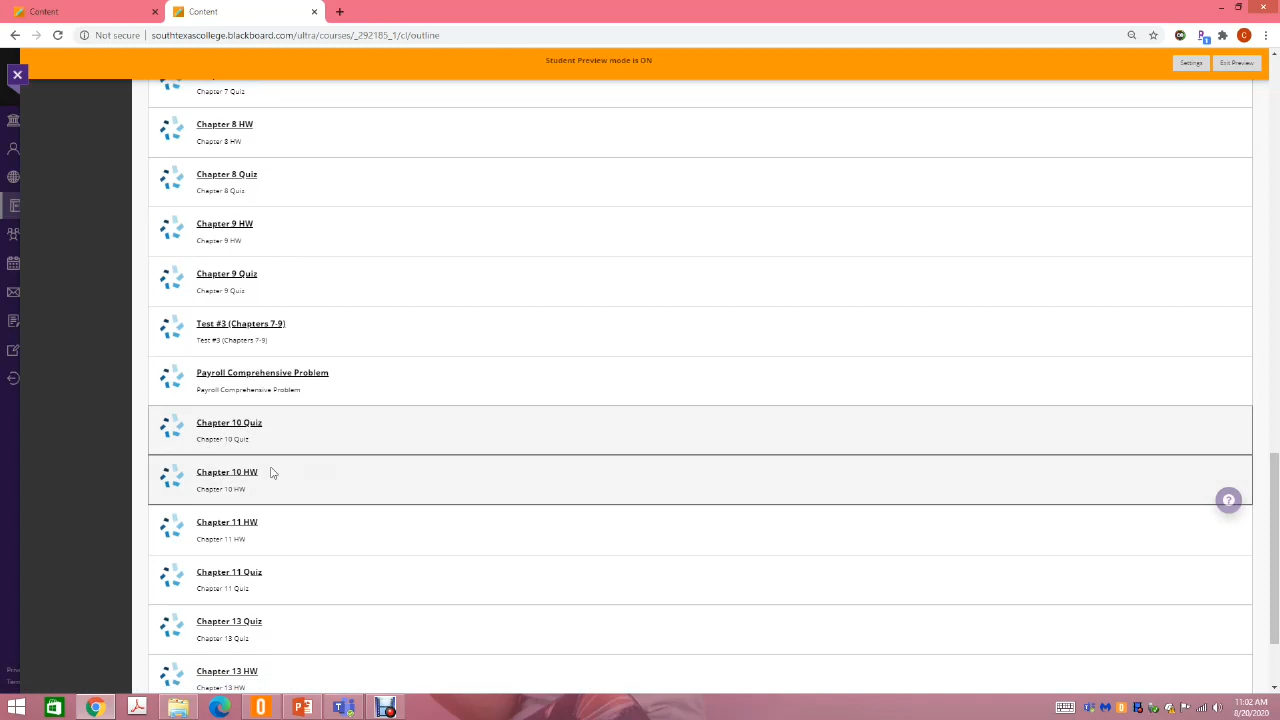 Content
Content
Not secure | southtexascollege.blackboard.com/ultra/courses/_292185_1/cl/outline
Student Preview mode is ON
Settings
Exit Preview
Chapter 7 Quiz
Chapter 8 HW
Chapter 8 HW
Chapter 8 Quiz
Chapter 8 Quiz
Chapter 9 HW
Chapter 9 HW
Chapter 9 Quiz
Chapter 9 Quiz
Test #3 (Chapters 7-9)
Test #3 (Chapters 7-9)
Payroll Comprehensive Problem
Payroll Comprehensive Problem
Chapter 10 Quiz
Chapter 10 Quiz
Chapter 10 HW
Chapter 10 HW
Chapter 11 HW
Chapter 11 HW
Chapter 11 Quiz
Chapter 11 Quiz
Chapter 13 Quiz
Chapter 13 Quiz
Chapter 13 HW
Chapter 13 HW
11:02 AM
8/20/2020